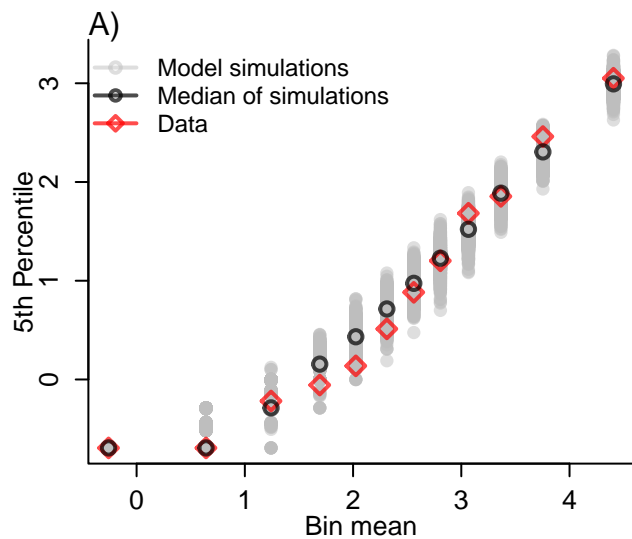 A)
Model simulations
Median of simulations
Data
5th Percentile
3
2
1
0
0 1 2 3 4
Bin mean